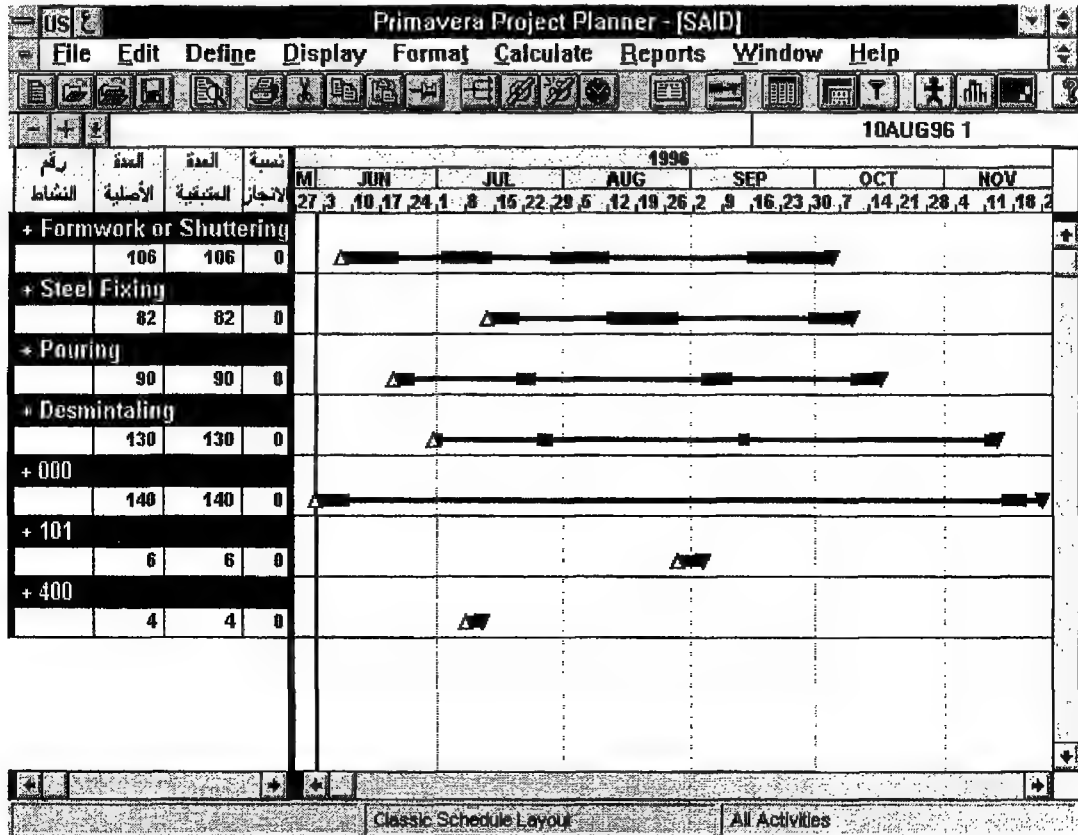 US ع Primavera Project Planner - [SAID]
File Edit Define Display Format Calculate Reports Window Help
10AUG96 1
رقم النشاط
المدة الأصلية
المدة المتبقية
نسبة الانجاز
1996
M JUN JUL AUG SEP OCT NOV
27 3 10 17 24 1 8 15 22 29 5 12 19 26 2 9 16 23 30 7 14 21 28 4 11 18 2
+ Formwork or Shuttering
106 106 0
+ Steel Fixing
82 82 0
+ Pouring
90 90 0
+ Desmintaling
130 130 0
+ 000
140 140 0
+ 101
6 6 0
+ 400
4 4 0
Classic Schedule Layout All Activities